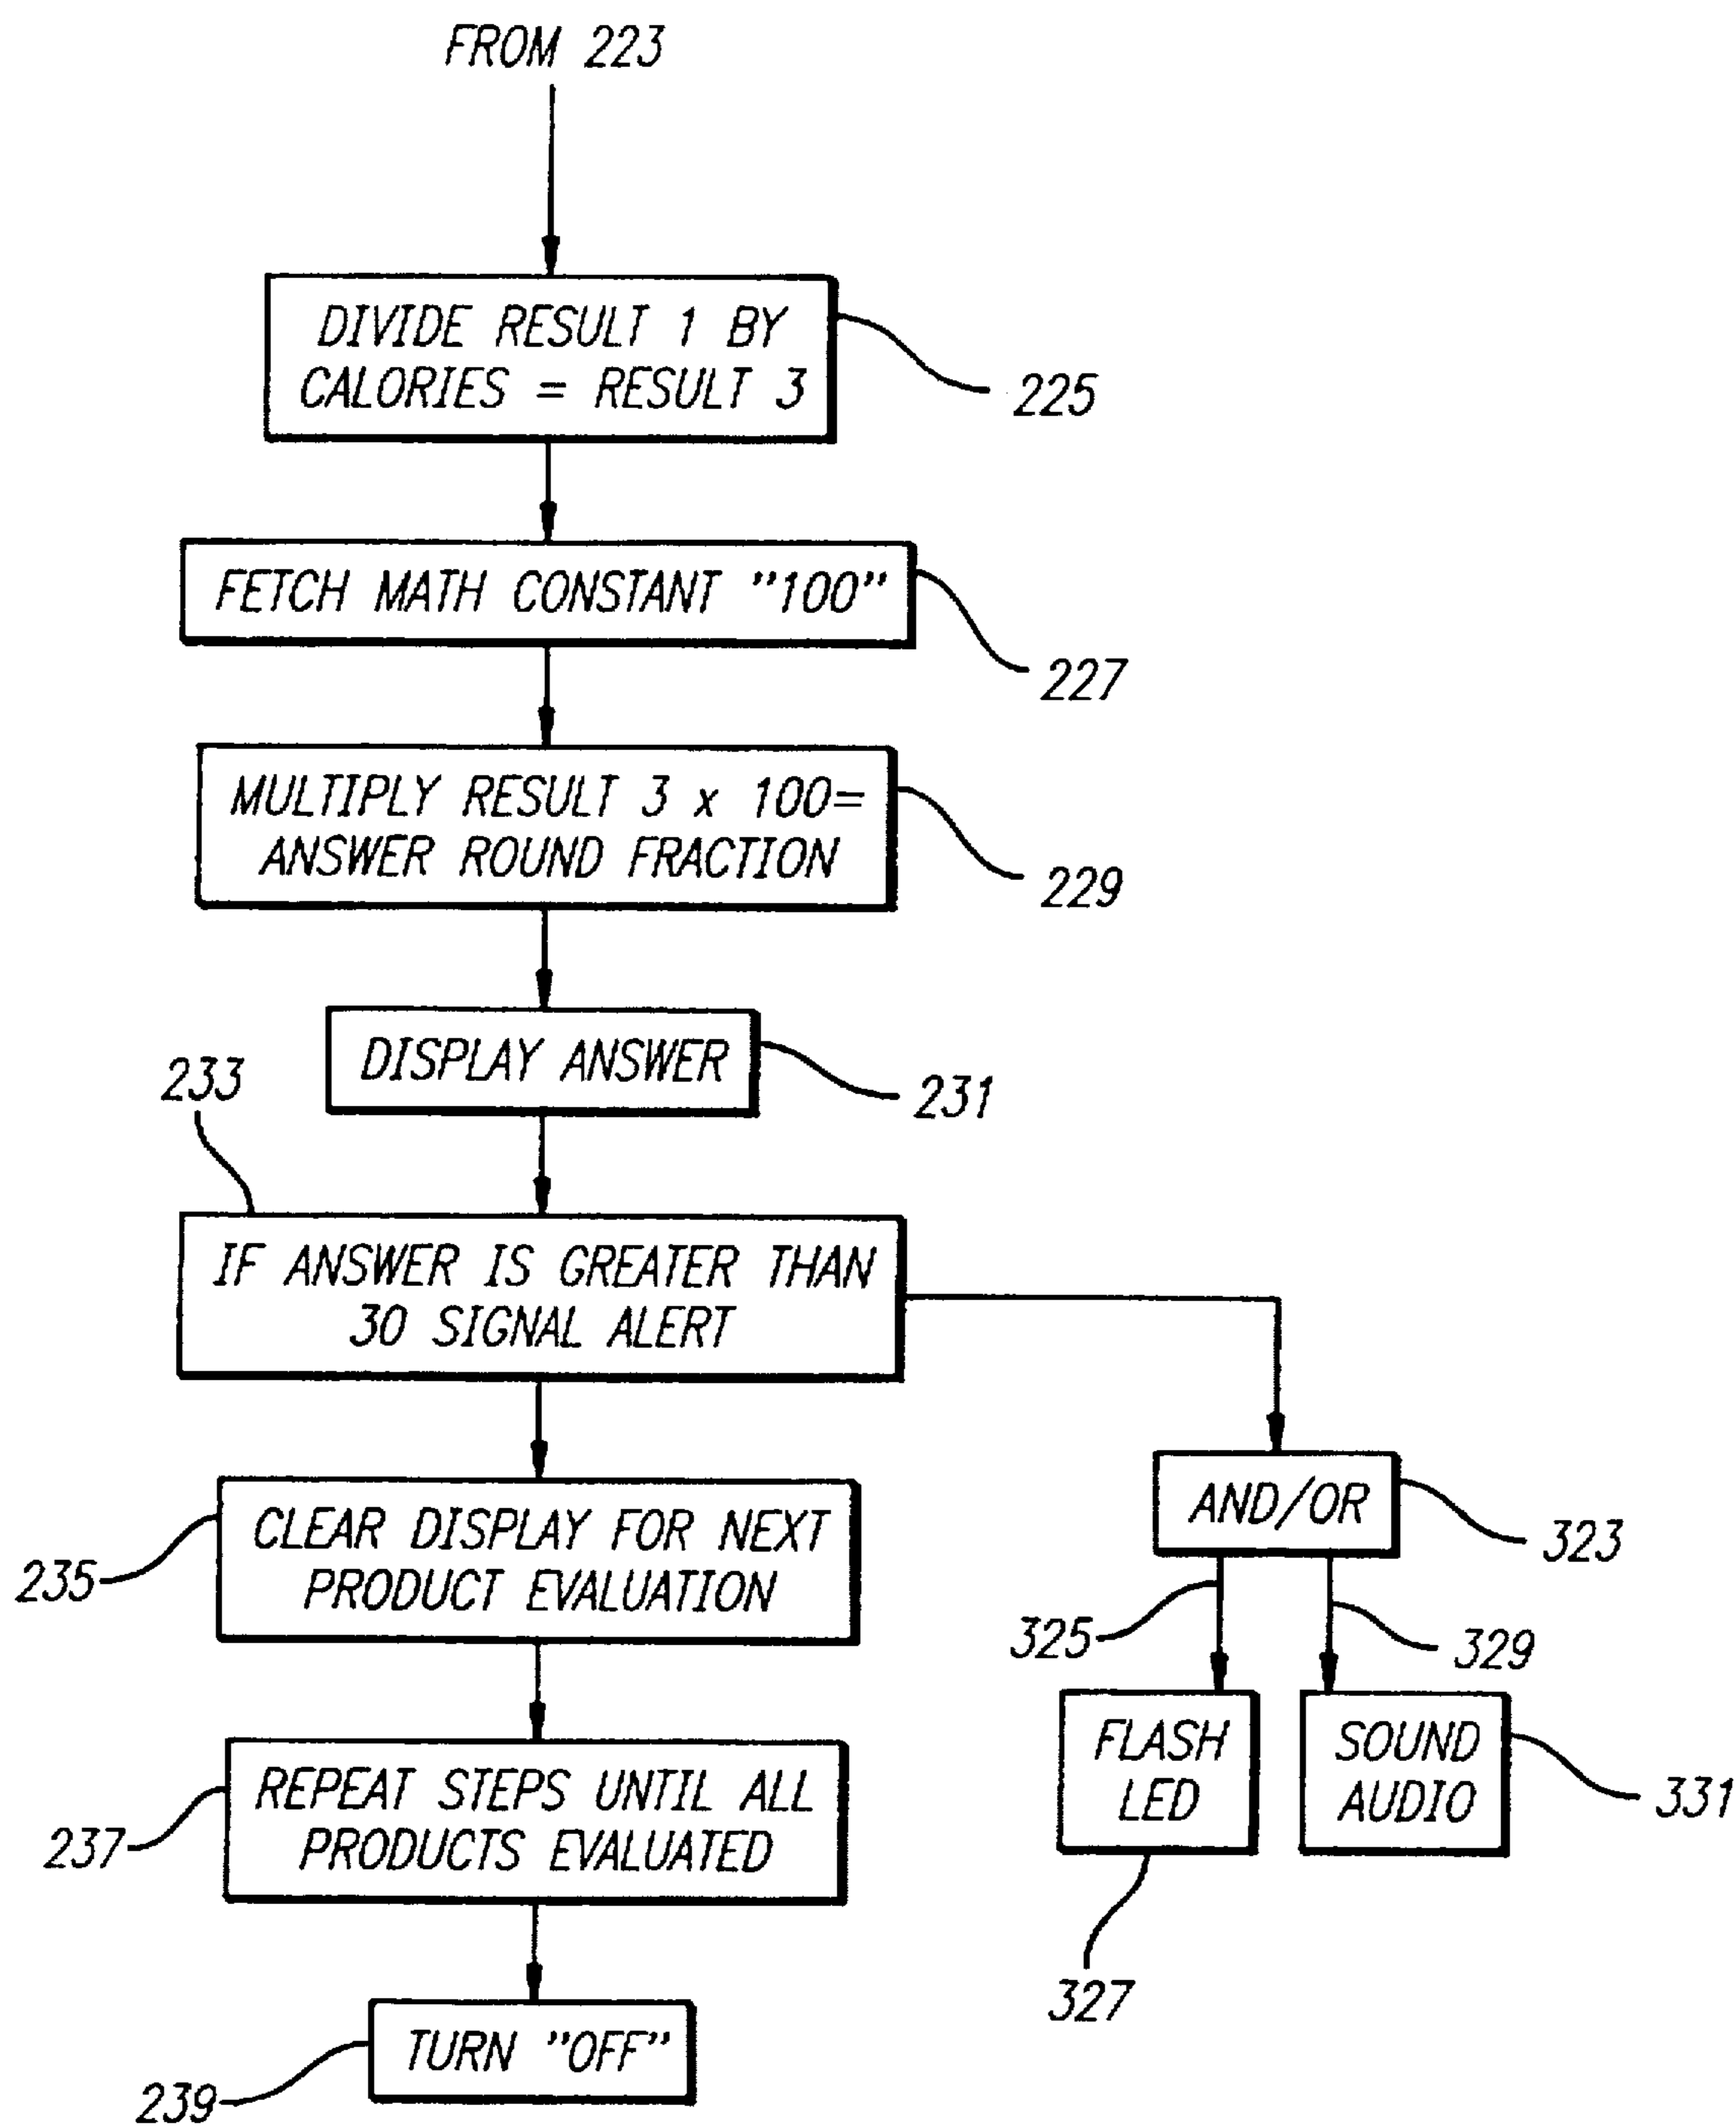 FROM 223
DIVIDE RESULT 1 BY
CALORIES = RESULT 3
225
FETCH MATH CONSTANT "100"
227
MULTIPLY RESULT 3 x 100=
ANSWER ROUND FRACTION
229
DISPLAY ANSWER
231
233
IF ANSWER IS GREATER THAN
30 SIGNAL ALERT
CLEAR DISPLAY FOR NEXT
PRODUCT EVALUATION
235
AND/OR
323
325
329
FLASH
LED
327
SOUND
AUDIO
331
REPEAT STEPS UNTIL ALL
PRODUCTS EVALUATED
237
TURN "OFF"
239